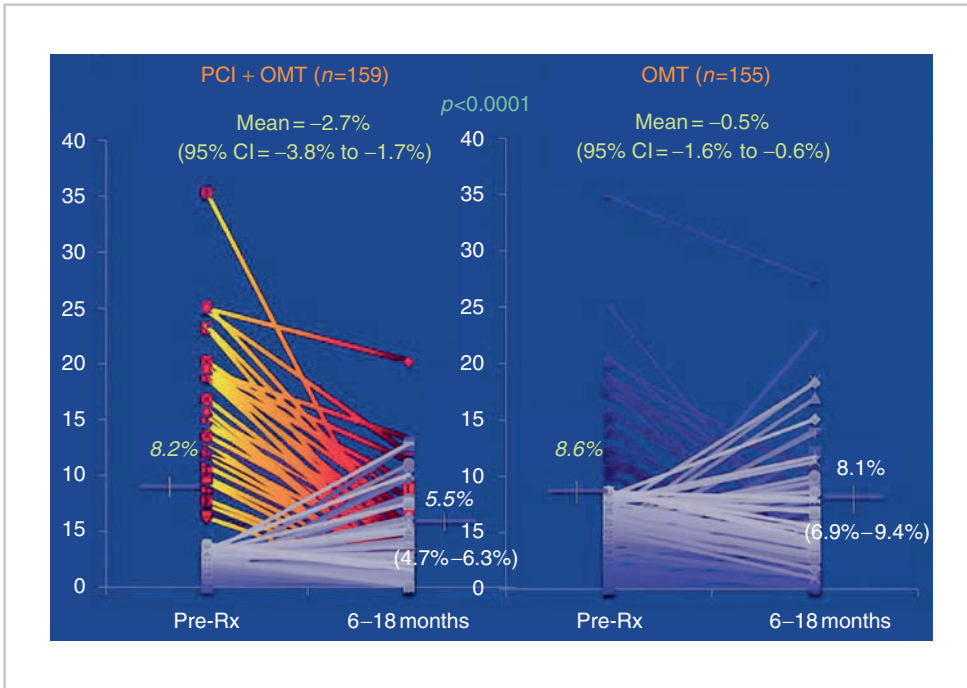 PCI + OMT (n=159)
OMT (n=155)
p<0.0001
Mean = −2.7%
(95% CI = −3.8% to −1.7%)
Mean = −0.5%
(95% CI = −1.6% to −0.6%)
40
35
30
25
20
15
10
15
0
8.2%
5.5%
(4.7%–6.3%)
Pre-Rx
6–18 months
40
35
30
25
20
15
10
15
0
8.6%
8.1%
(6.9%–9.4%)
Pre-Rx
6–18 months